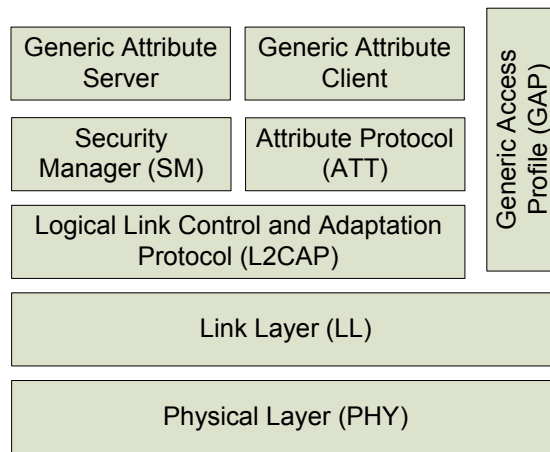 Generic Attribute
Server
Generic Attribute
Client
Generic Access
Profile (GAP)
Security
Manager (SM)
Attribute Protocol
(ATT)
Logical Link Control and Adaptation
Protocol (L2CAP)
Link Layer (LL)
Physical Layer (PHY)